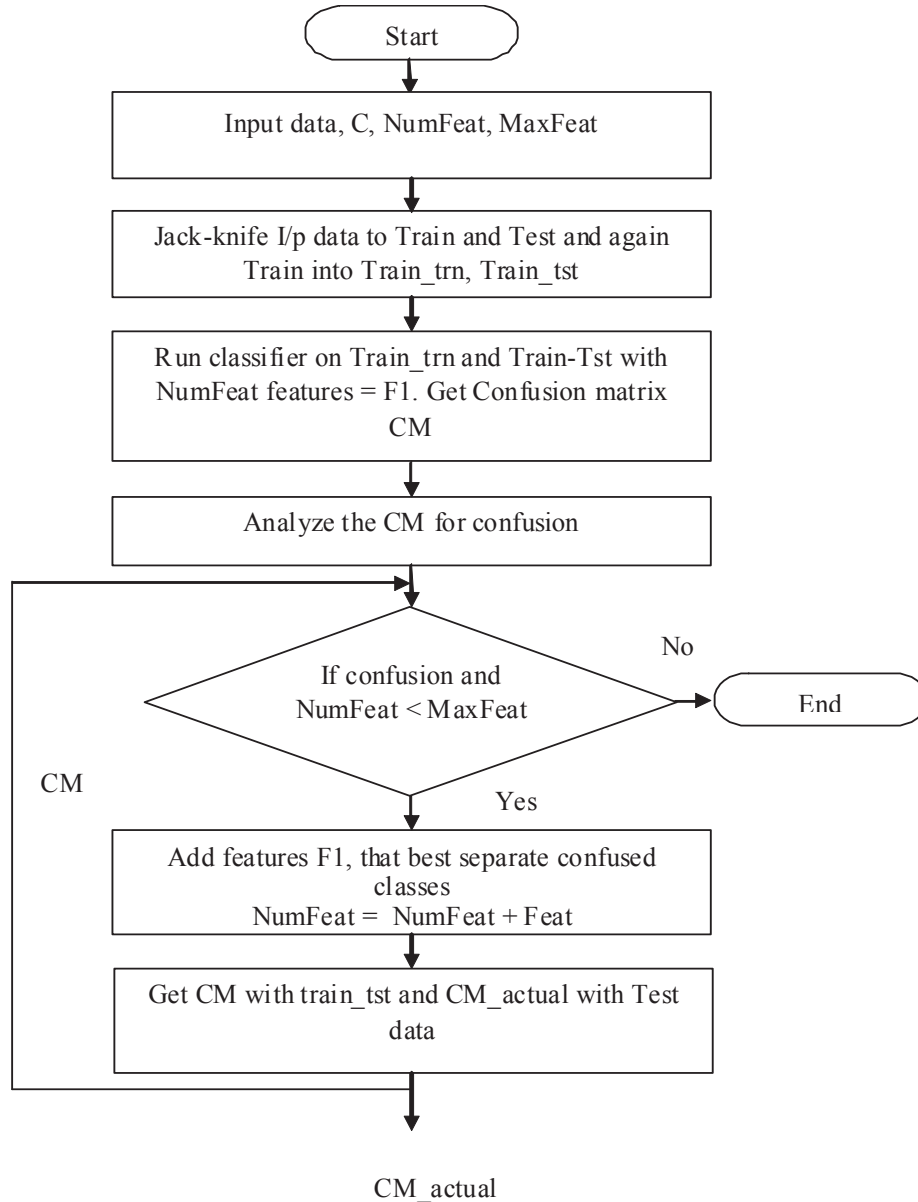 Start
Input data, C, NumFeat, MaxFeat
Jack-knife I/p data to Train and Test and again
Train into Train_trn, Train_tst
Run classifier on Train_trn and Train-Tst with
NumFeat features = F1. Get Confusion matrix
CM
Analyze the CM for confusion
If confusion and
NumFeat < MaxFeat
No
End
CM
Yes
Add features F1, that best separate confused
classes
NumFeat = NumFeat + Feat
Get CM with train_tst and CM_actual with Test
data
CM_actual